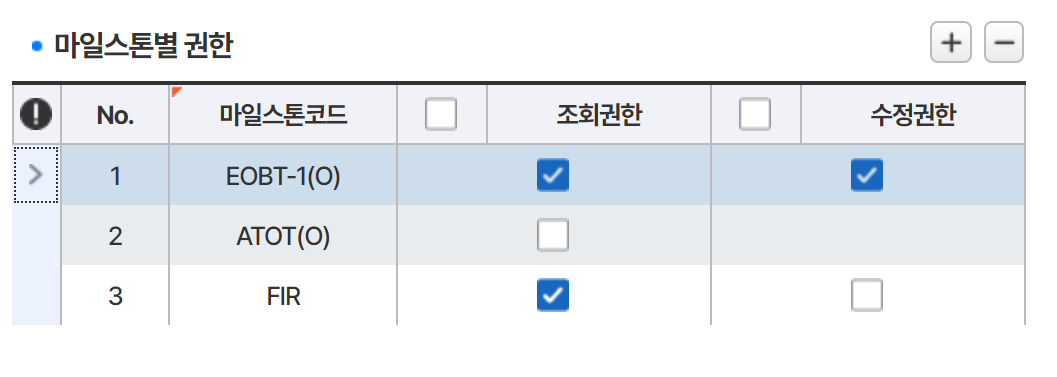 마일스톤별 권한
No. 마일스톤코드 조회권한 수정권한
1 EOBT-1(O)
2 ATOT(O)
3 FIR